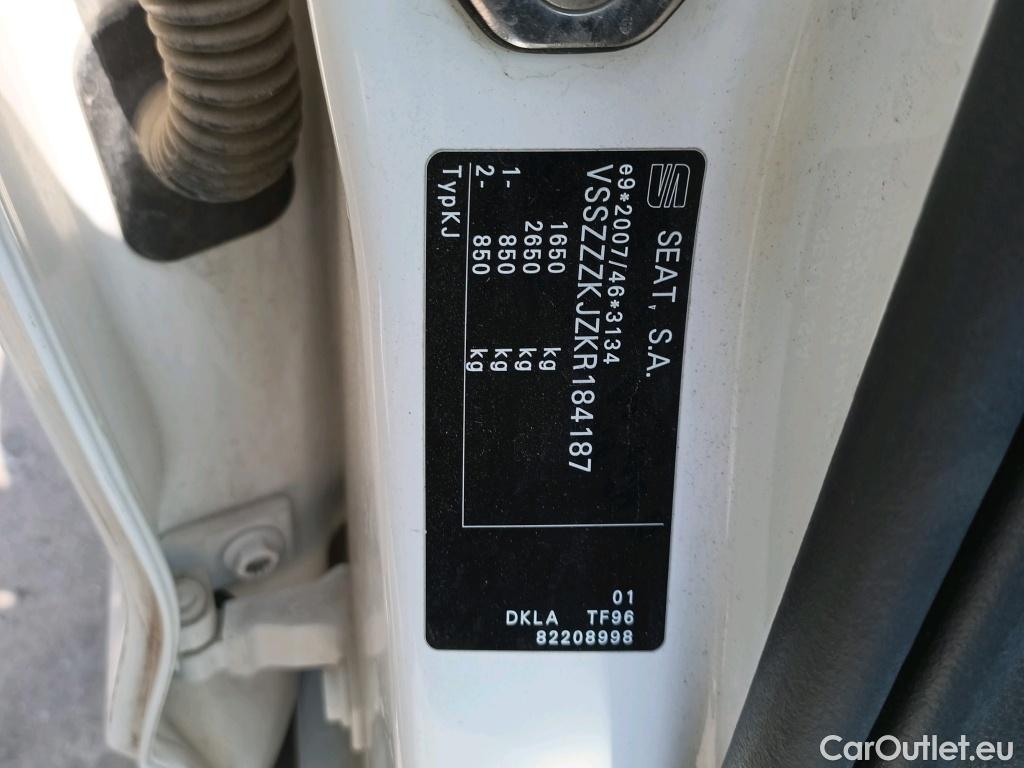 SEAT, S.A.
e9*2007/46*3134
VSSZZZKJZKR184187
1650 kg
2650 kg
1- 850 kg
2- 850 kg
TypKJ
01
DKLA TF96
82208998
CarOutlet.eu